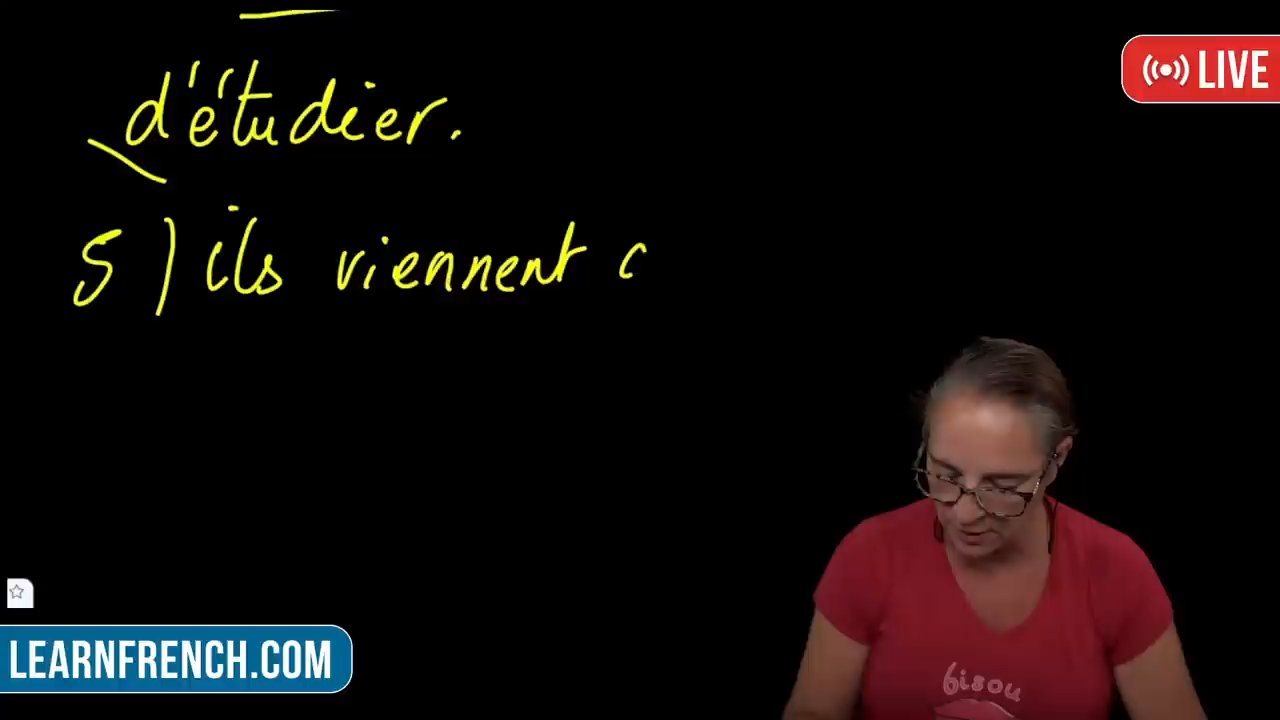 LIVE
d'étudier.
5) ils viennent
bisou
LEARNFRENCH.COM